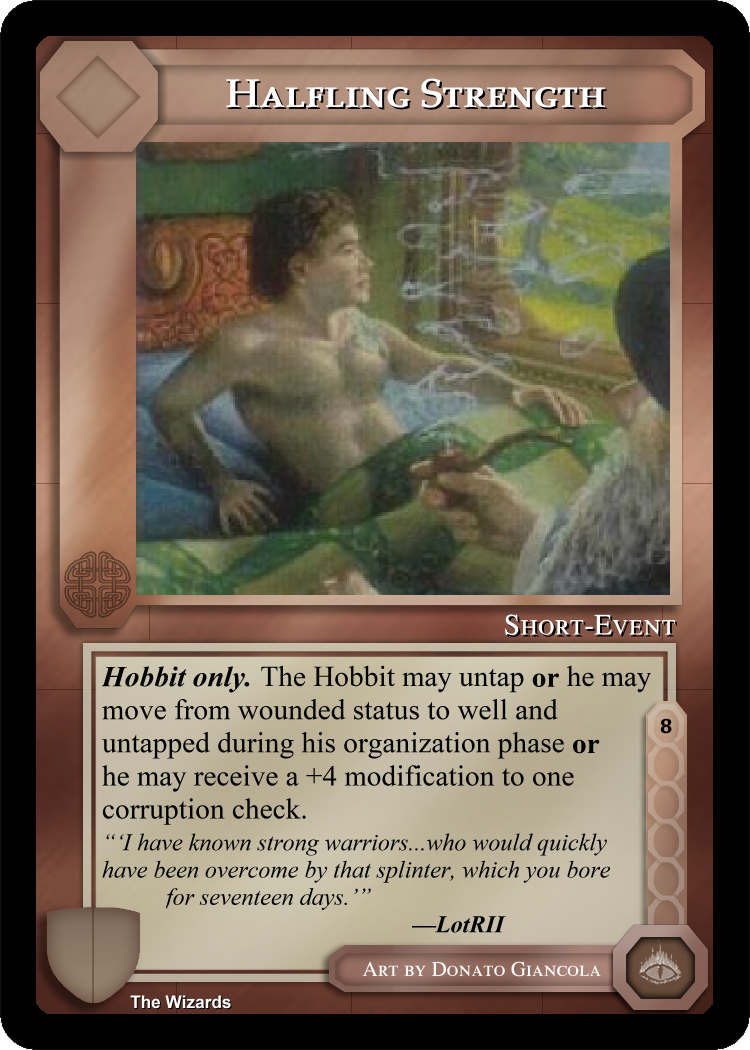 Halfling Strength
Short-Event
Hobbit only. The Hobbit may untap or he may
move from wounded status to well and
untapped during his organization phase or
he may receive a +4 modification to one
corruption check.
“‘I have known strong warriors...who would quickly
have been overcome by that splinter, which you bore
for seventeen days.’”
—LotRII
8
Art by Donato Giancola
The Wizards